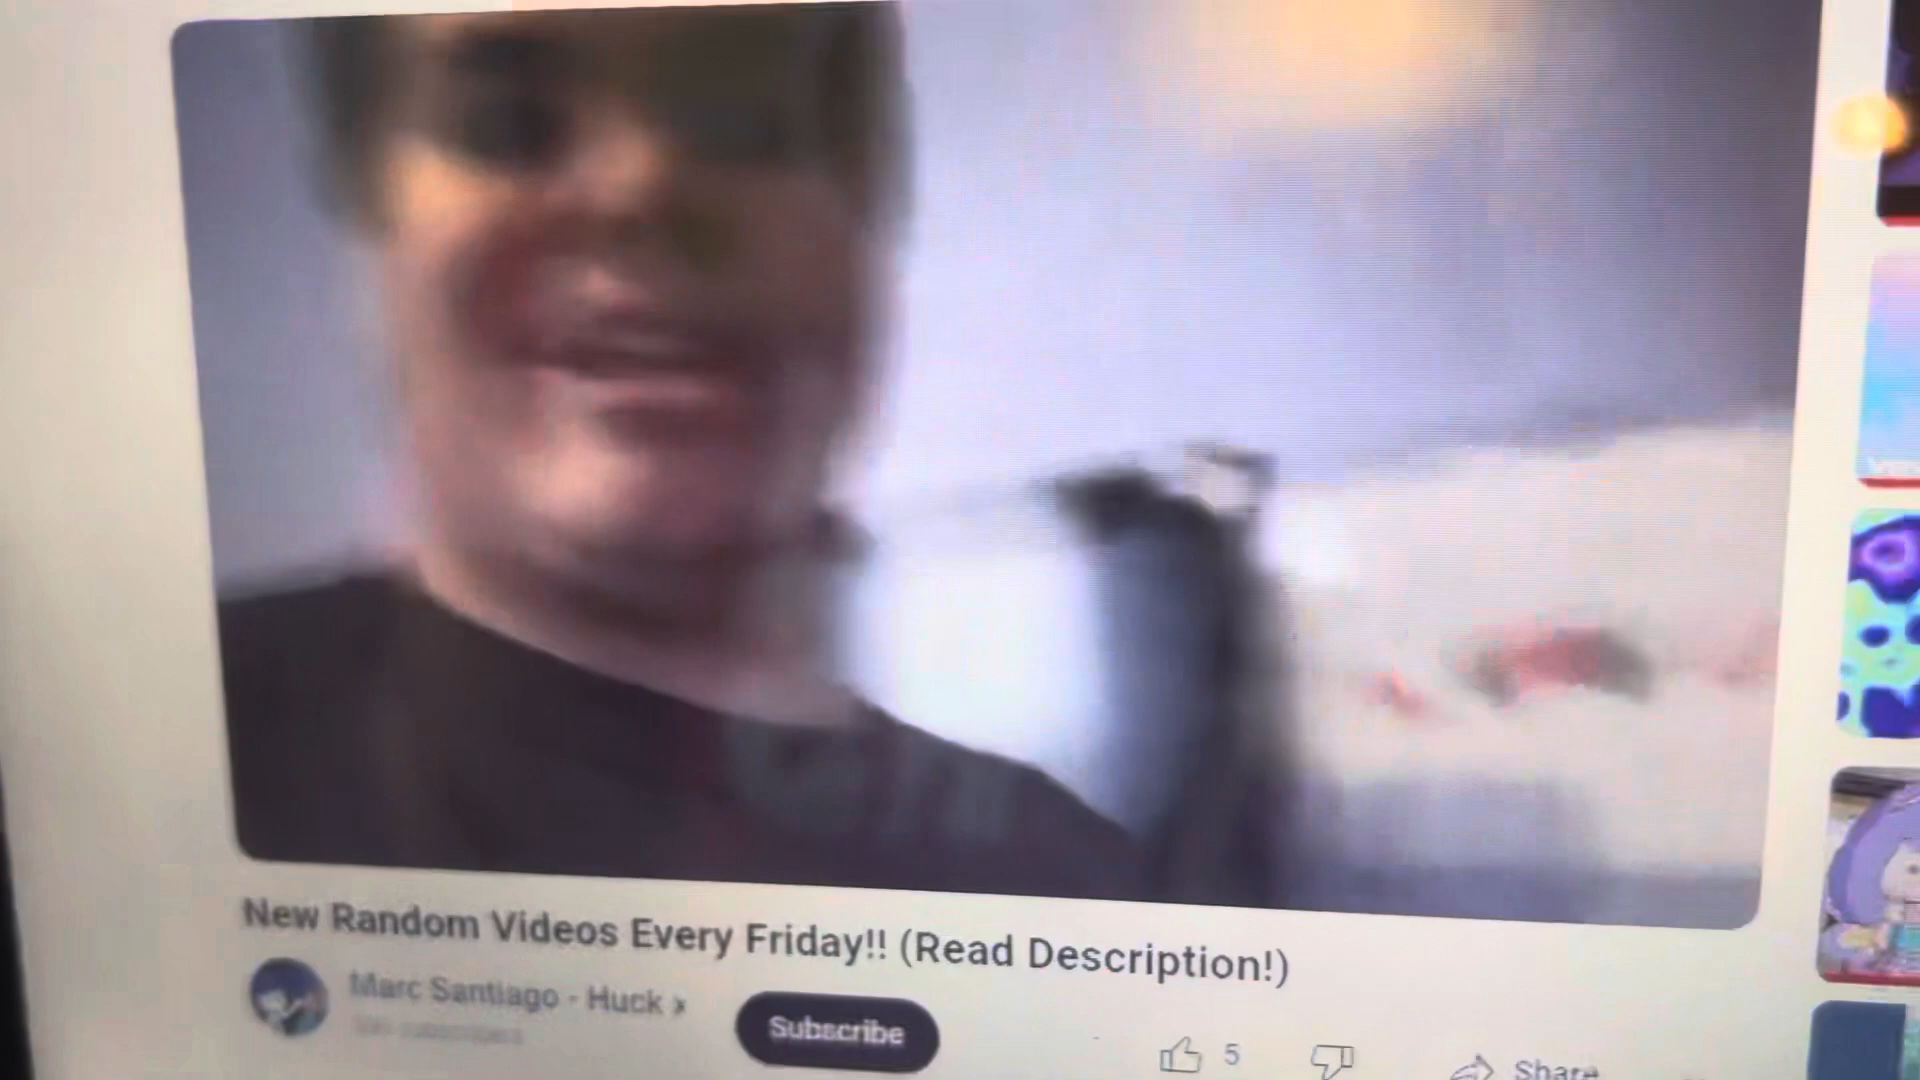 New Random Videos Every Friday!! (Read Description!)
Marc Santiago - Huck
Subscribe
5
Share